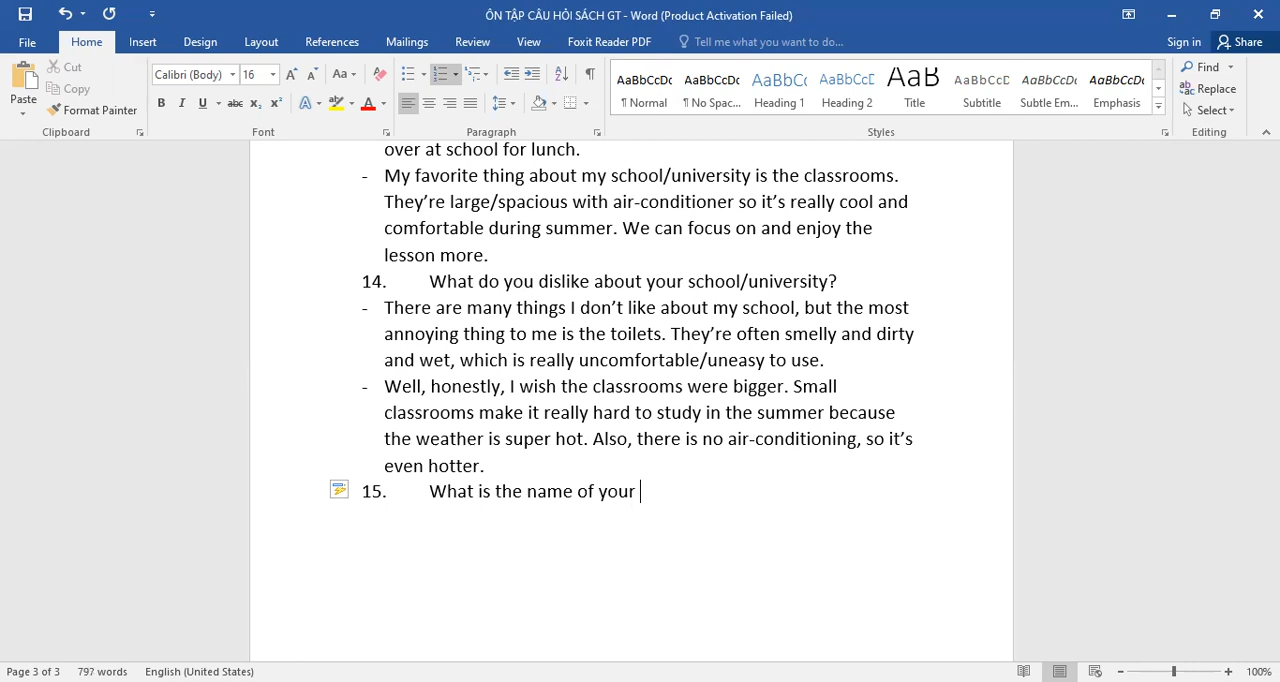 ÔN TẬP CÂU HỎI SÁCH GT - Word (Product Activation Failed)
File Home Insert Design Layout References Mailings Review View Foxit Reader PDF Tell me what you want to do... Sign in Share
Paste Cut Copy Format Painter
Calibri (Body) 16
AaBbCcDc AaBbCcDc AaBbCc AaBbCcD AaB AaBbCcD AaBbCcDc AaBbCcDc
¶ Normal ¶ No Spac... Heading 1 Heading 2 Title Subtitle Subtle Em... Emphasis
Find Replace Select
Clipboard Font Paragraph Styles Editing
over at school for lunch.
- My favorite thing about my school/university is the classrooms.
They’re large/spacious with air-conditioner so it’s really cool and
comfortable during summer. We can focus on and enjoy the
lesson more.
14. What do you dislike about your school/university?
- There are many things I don’t like about my school, but the most
annoying thing to me is the toilets. They’re often smelly and dirty
and wet, which is really uncomfortable/uneasy to use.
- Well, honestly, I wish the classrooms were bigger. Small
classrooms make it really hard to study in the summer because
the weather is super hot. Also, there is no air-conditioning, so it’s
even hotter.
15. What is the name of your
Page 3 of 3 797 words English (United States) 100%